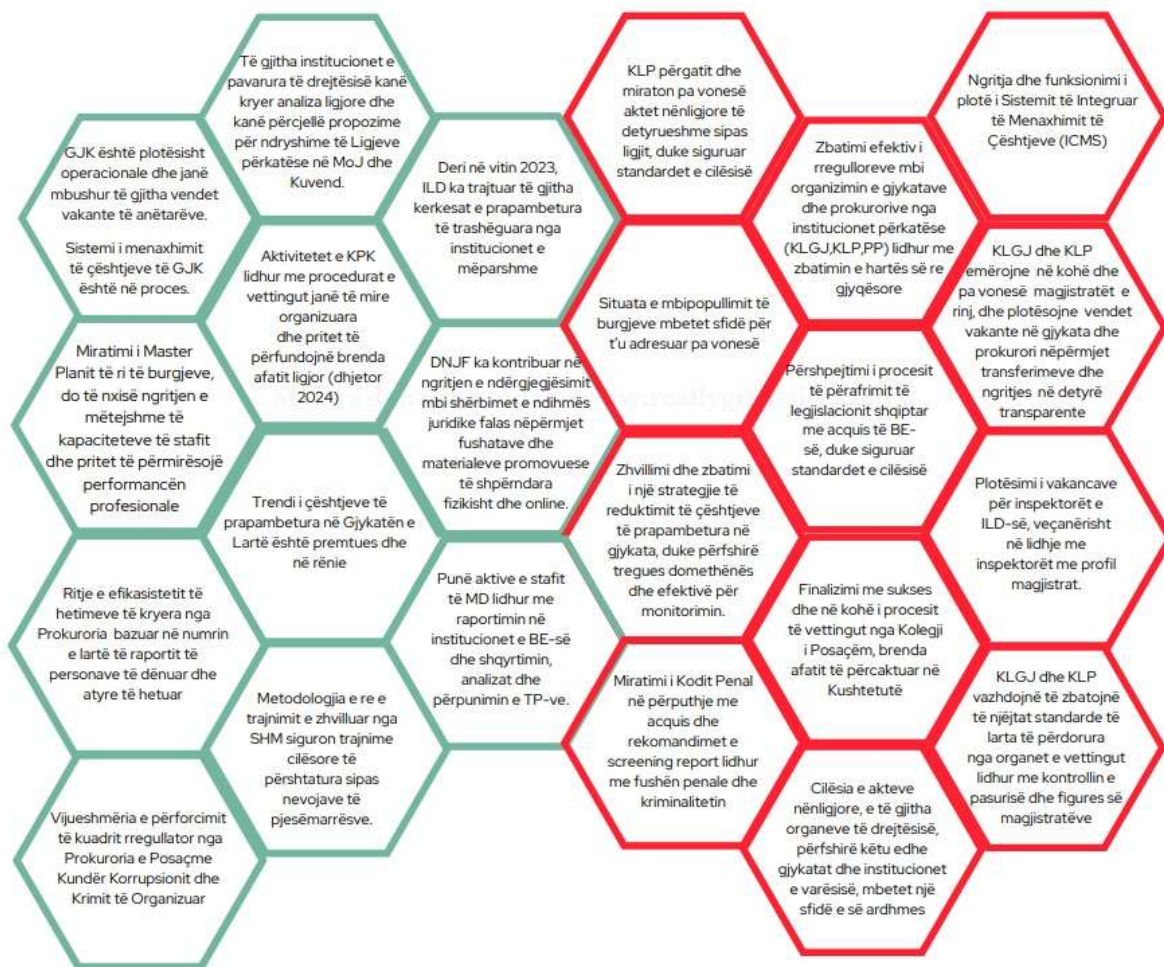 GJK është plotësisht
operacionale dhe janë
mbushur të gjitha vendet
vakante të anëtarëve.
Sistemi i menaxhimit
të çështjeve të GJK
është në proces.
Miratimi i Master
Planit të ri të burgjeve,
do të nxisë ngritjen e
mëtejshme të
kapaciteteve të stafit
dhe pritet të përmirësojë
performancën
profesionale
Ritje e efikasistetit të
hetimeve të kryera nga
Prokuroria bazuar në numrin
e lartë të raportit të
personave të dënuar dhe
atyre të hetuar
Vijueshmëria e përforcimit
të kuadrit rregullator nga
Prokuroria e Posaçme
Kundër Korrupsionit dhe
Krimit të Organizuar
Të gjitha institucionet e
pavarura të drejtësisë kanë
kryer analiza ligjore dhe
kanë përcjellë propozime
për ndryshime të Ligjeve
përkatëse në MoJ dhe
Kuvend.
Aktivitetet e KPK
lidhur me procedurat e
vettingut janë të mire
organizuara
dhe pritet të
përfundojnë brenda
afatit ligjor (dhjetor
2024)
Trendi i çështjeve të
prapambetura në Gjykatën e
Lartë është premtues dhe
në rënie
Metodologjia e re e
trajnimit e zhvilluar nga
SHM siguron trajnime
cilësore të
përshtatura sipas
nevojave të
pjesëmarrësve.
Deri në vitin 2023,
ILD ka trajtuar të gjitha
kerkesat e prapambetura
të trashëguara nga
institucionet e
mëparshme
DNJF ka kontribuar në
ngritjen e ndërgjegjësimit
mbi shërbimet e ndihmës
juridike falas nëpërmjet
fushatave dhe
materialeve promovuese
të shpërndara
fizikisht dhe online.
Punë aktive e stafit
të MD lidhur me
raportimin në
institucionet e BE-së
dhe shqyrtimin,
analizat dhe
përpunimin e TP-ve.
KLP përgatit dhe
miraton pa vonesë
aktet nënligjore të
detyrueshme sipas
ligjit, duke siguruar
standardet e cilësisë
Situata e mbipopullimit të
burgjeve mbetet sfidë për
t'u adresuar pa vonesë
Zhvillimi dhe zbatimi
i një strategjie të
reduktimit të çështjeve
të prapambetura në
gjykata, duke përfshirë
tregues domethënës
dhe efektivë për
monitorimin.
Miratimi i Kodit Penal
në përputhje me
acquis dhe
rekomandimet e
screening report lidhur
me fushën penale dhe
kriminalitetin
Zbatimi efektiv i
rregulloreve mbi
organizimin e gjykatave
dhe prokurorive nga
institucionet përkatëse
(KLGJ,KLP,PP) lidhur me
zbatimin e hartës së re
gjyqësore
Përshpejtimi i procesit
të përafrimit të
legjislacionit shqiptar
me acquis të BE-
së, duke siguruar
standardet e cilësisë
Finalizimi me sukses
dhe në kohë i procesit
të vettingut nga Kolegji
i Posaçëm, brenda
afatit të përcaktuar në
Kushtetutë
Cilësia e akteve
nënligjore, e të gjitha
organeve të drejtësisë,
përfshirë këtu edhe
gjykatat dhe institucionet
e varësisë, mbetet një
sfidë e së ardhmes
Ngritja dhe funksionimi i
plotë i Sistemit të Integruar
të Menaxhimit të
Çështjeve (ICMS)
KLGJ dhe KLP
emërojne në kohë dhe
pa vonesë magjistratët e
rinj, dhe plotësojne vendet
vakante në gjykata dhe
prokurori nëpërmjet
transferimeve dhe
ngritjes në detyrë
transparente
Plotësimi i vakancave
për inspektorët e
ILD-së, veçanërisht
në lidhje me
inspektorët me profil
magjistrat.
KLGJ dhe KLP
vazhdojnë të zbatojnë
të njëjtat standarde të
larta të përdorura
nga organet e vettingut
lidhur me kontrollin e
pasurisë dhe figures së
magjistratëve